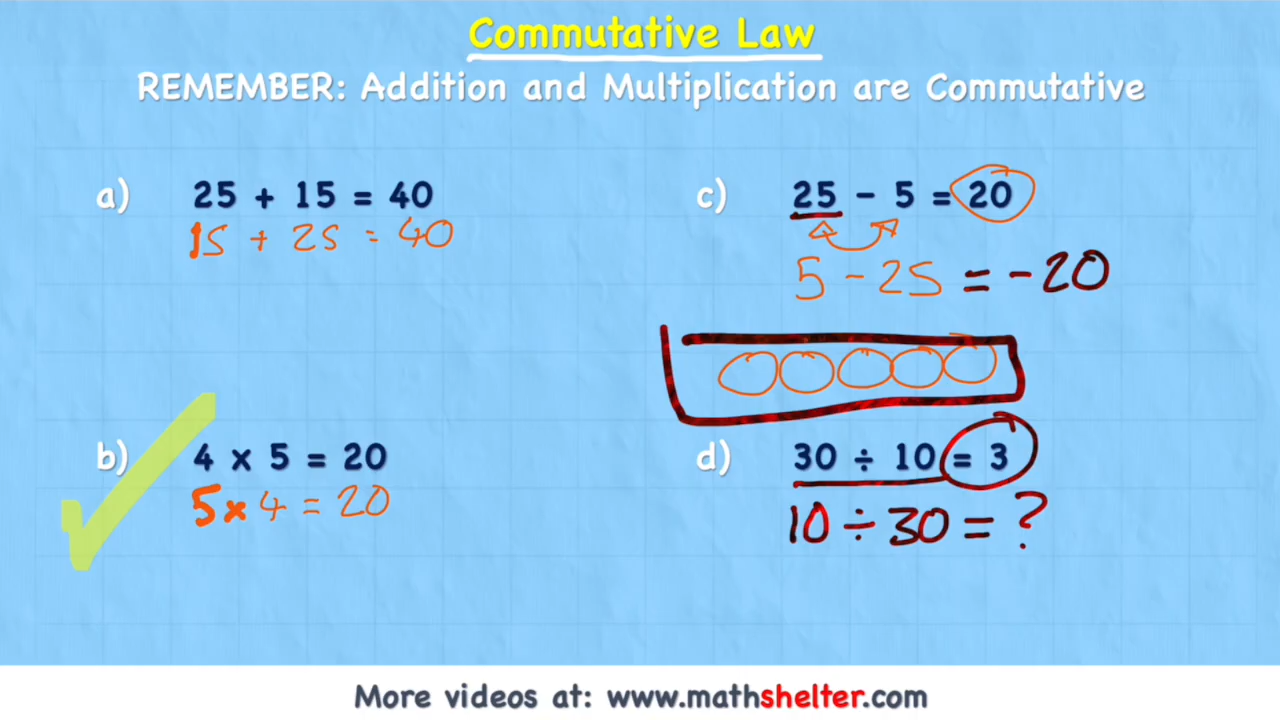 Commutative Law
REMEMBER: Addition and Multiplication are Commutative
a) 25 + 15 = 40
15 + 25 = 40
b) 4 x 5 = 20
5 x 4 = 20
c) 25 - 5 = 20
5 - 25 = -20
d) 30 ÷ 10 = 3
10 ÷ 30 = ?
More videos at: www.mathshelter.com